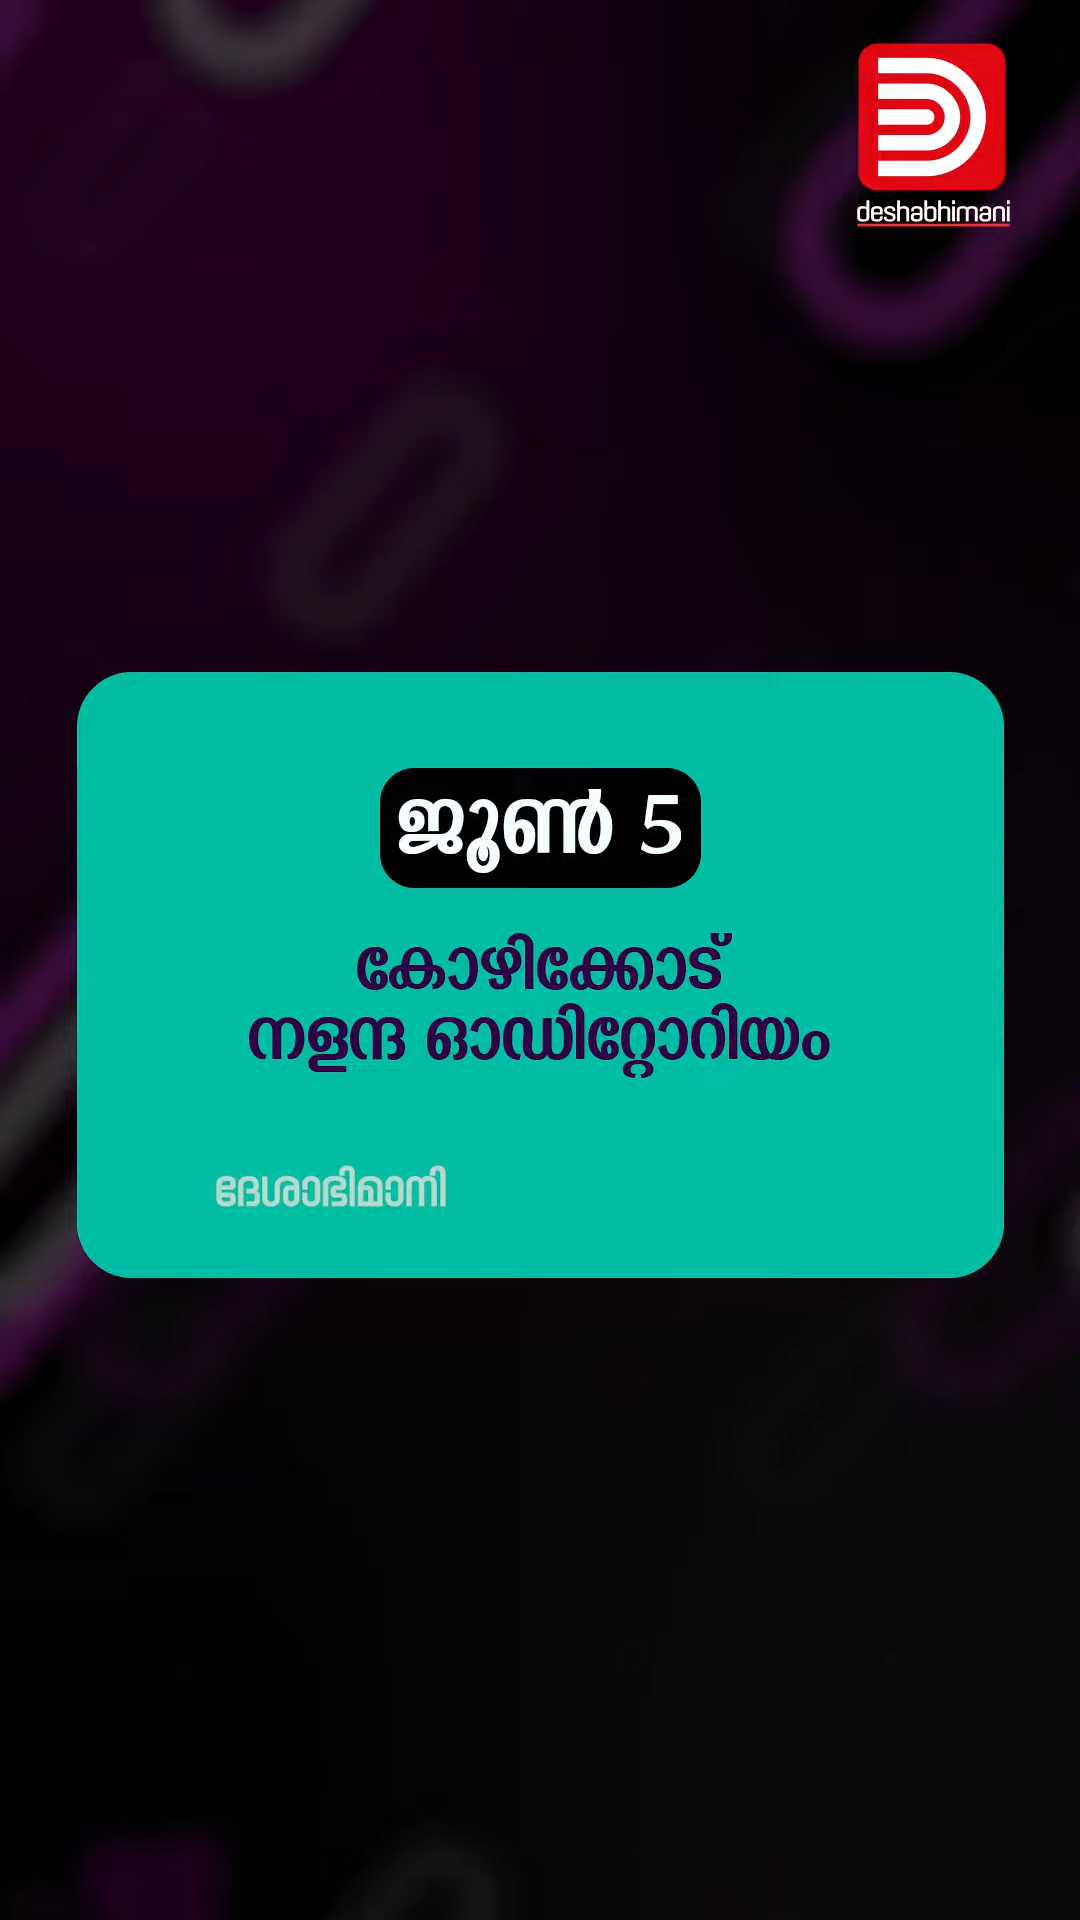 deshabhimani
ജൂൺ 5
കോഴിക്കോട്
നളന്ദ ഓഡിറ്റോറിയം
ദേശാഭിമാനി